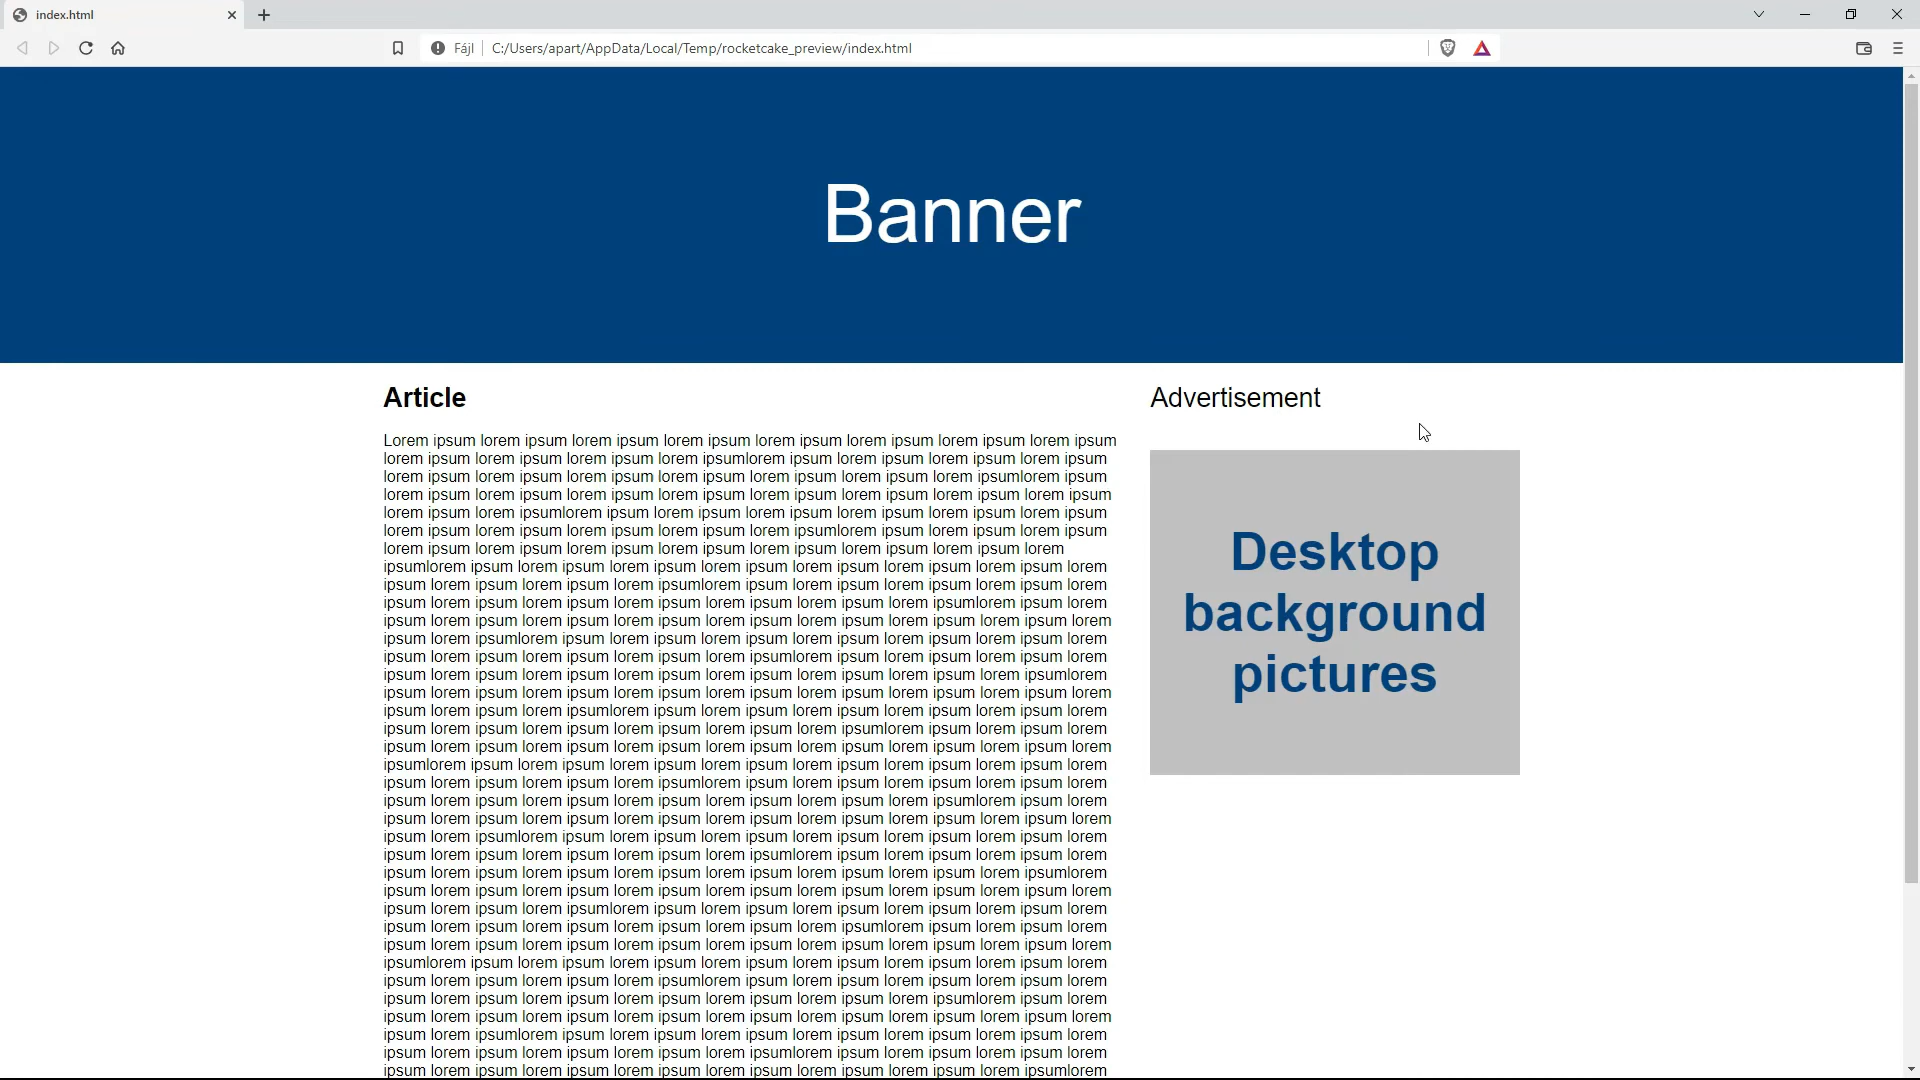 index.html
Fájl
C:/Users/apart/AppData/Local/Temp/rocketcake_preview/index.html
Banner
Article
Lorem ipsum lorem ipsum lorem ipsum lorem ipsum lorem ipsum lorem ipsum lorem ipsum lorem ipsum
lorem ipsum lorem ipsum lorem ipsum lorem ipsumlorem ipsum lorem ipsum lorem ipsum lorem ipsum
lorem ipsum lorem ipsum lorem ipsum lorem ipsum lorem ipsum lorem ipsum lorem ipsumlorem ipsum
lorem ipsum lorem ipsum lorem ipsum lorem ipsum lorem ipsum lorem ipsum lorem ipsum lorem ipsum
lorem ipsum lorem ipsumlorem ipsum lorem ipsum lorem ipsum lorem ipsum lorem ipsum lorem ipsum
lorem ipsum lorem ipsum lorem ipsum lorem ipsum lorem ipsumlorem ipsum lorem ipsum lorem ipsum
lorem ipsum lorem ipsum lorem ipsum lorem ipsum lorem ipsum lorem ipsum lorem ipsum lorem
ipsumlorem ipsum lorem ipsum lorem ipsum lorem ipsum lorem ipsum lorem ipsum lorem ipsum lorem
ipsum lorem ipsum lorem ipsum lorem ipsumlorem ipsum lorem ipsum lorem ipsum lorem ipsum lorem
ipsum lorem ipsum lorem ipsum lorem ipsum lorem ipsum lorem ipsum lorem ipsumlorem ipsum lorem
ipsum lorem ipsum lorem ipsum lorem ipsum lorem ipsum lorem ipsum lorem ipsum lorem ipsum lorem
ipsum lorem ipsumlorem ipsum lorem ipsum lorem ipsum lorem ipsum lorem ipsum lorem ipsum lorem
ipsum lorem ipsum lorem ipsum lorem ipsum lorem ipsumlorem ipsum lorem ipsum lorem ipsum lorem
ipsum lorem ipsum lorem ipsum lorem ipsum lorem ipsum lorem ipsum lorem ipsum lorem ipsumlorem
ipsum lorem ipsum lorem ipsum lorem ipsum lorem ipsum lorem ipsum lorem ipsum lorem ipsum lorem
ipsum lorem ipsum lorem ipsumlorem ipsum lorem ipsum lorem ipsum lorem ipsum lorem ipsum lorem
ipsum lorem ipsum lorem ipsum lorem ipsum lorem ipsum lorem ipsumlorem ipsum lorem ipsum lorem
ipsum lorem ipsum lorem ipsum lorem ipsum lorem ipsum lorem ipsum lorem ipsum lorem ipsum lorem
ipsumlorem ipsum lorem ipsum lorem ipsum lorem ipsum lorem ipsum lorem ipsum lorem ipsum lorem
ipsum lorem ipsum lorem ipsum lorem ipsumlorem ipsum lorem ipsum lorem ipsum lorem ipsum lorem
ipsum lorem ipsum lorem ipsum lorem ipsum lorem ipsum lorem ipsum lorem ipsumlorem ipsum lorem
ipsum lorem ipsum lorem ipsum lorem ipsum lorem ipsum lorem ipsum lorem ipsum lorem ipsum lorem
ipsum lorem ipsumlorem ipsum lorem ipsum lorem ipsum lorem ipsum lorem ipsum lorem ipsum lorem
ipsum lorem ipsum lorem ipsum lorem ipsum lorem ipsumlorem ipsum lorem ipsum lorem ipsum lorem
ipsum lorem ipsum lorem ipsum lorem ipsum lorem ipsum lorem ipsum lorem ipsum lorem ipsumlorem
ipsum lorem ipsum lorem ipsum lorem ipsum lorem ipsum lorem ipsum lorem ipsum lorem ipsum lorem
ipsum lorem ipsum lorem ipsumlorem ipsum lorem ipsum lorem ipsum lorem ipsum lorem ipsum lorem
ipsum lorem ipsum lorem ipsum lorem ipsum lorem ipsum lorem ipsumlorem ipsum lorem ipsum lorem
ipsum lorem ipsum lorem ipsum lorem ipsum lorem ipsum lorem ipsum lorem ipsum lorem ipsum lorem
ipsumlorem ipsum lorem ipsum lorem ipsum lorem ipsum lorem ipsum lorem ipsum lorem ipsum lorem
ipsum lorem ipsum lorem ipsum lorem ipsumlorem ipsum lorem ipsum lorem ipsum lorem ipsum lorem
ipsum lorem ipsum lorem ipsum lorem ipsum lorem ipsum lorem ipsum lorem ipsumlorem ipsum lorem
ipsum lorem ipsum lorem ipsum lorem ipsum lorem ipsum lorem ipsum lorem ipsum lorem ipsum lorem
ipsum lorem ipsumlorem ipsum lorem ipsum lorem ipsum lorem ipsum lorem ipsum lorem ipsum lorem
ipsum lorem ipsum lorem ipsum lorem ipsum lorem ipsumlorem ipsum lorem ipsum lorem ipsum lorem
ipsum lorem ipsum lorem ipsum lorem ipsum lorem ipsum lorem ipsum lorem ipsum lorem ipsumlorem
Advertisement
Desktop
background
pictures